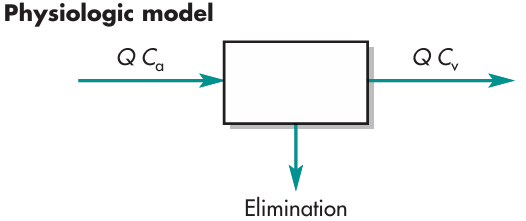 Physiologic model
Q Ca
Q Cv
Elimination